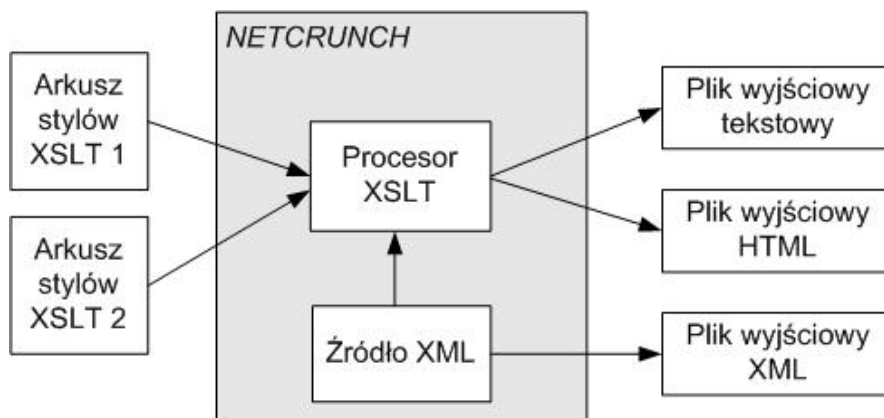 NETCRUNCH
Arkusz
stylów
XSLT 1
Arkusz
stylów
XSLT 2
Procesor
XSLT
Źródło XML
Plik wyjściowy
tekstowy
Plik wyjściowy
HTML
Plik wyjściowy
XML